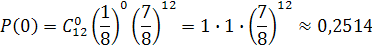 P(0) = C₁₂⁰ (1/8)⁰ (7/8)¹² = 1 · 1 · (7/8)¹² ≈ 0,2514